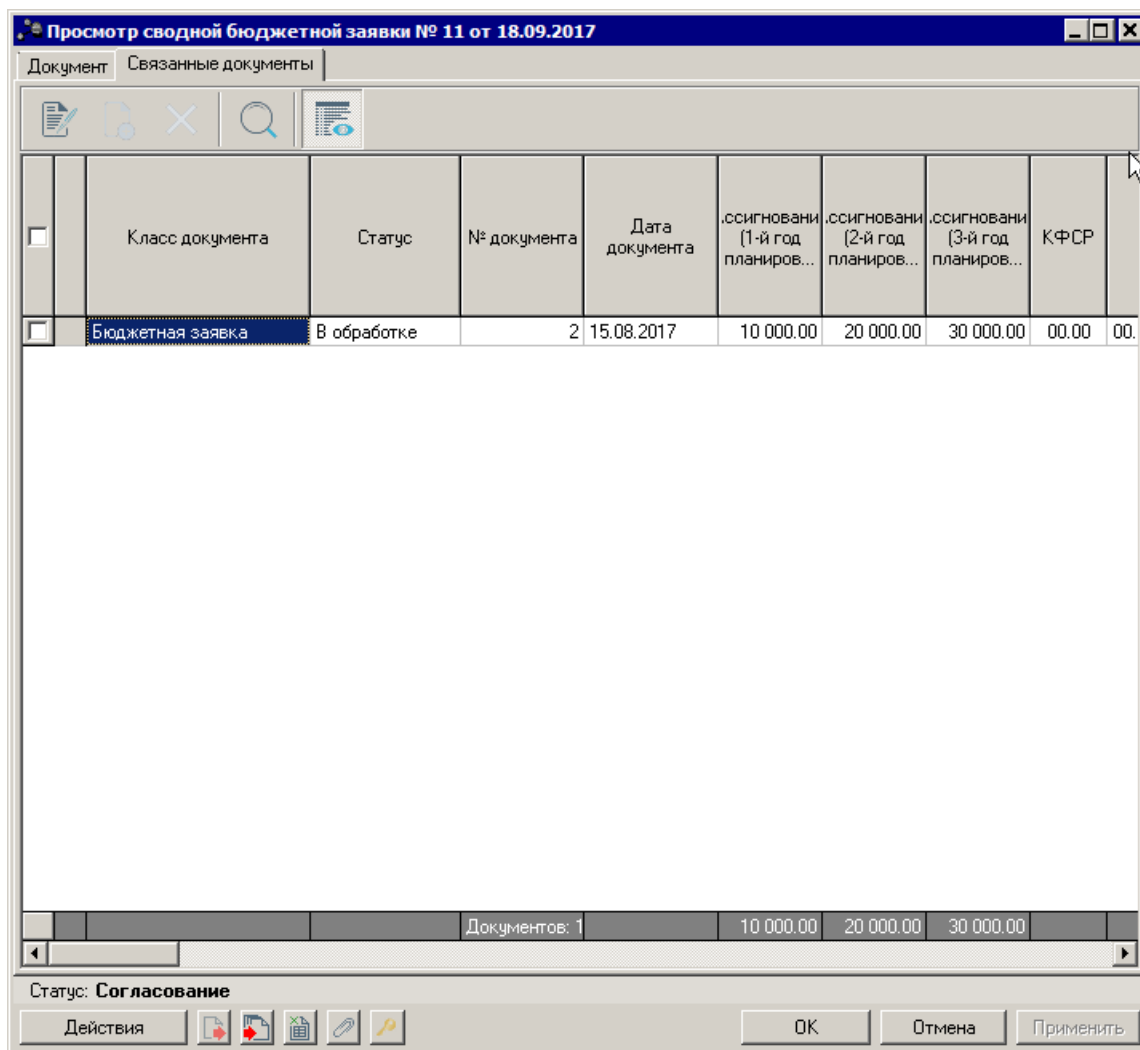 Просмотр сводной бюджетной заявки № 11 от 18.09.2017
Документ Связанные документы
Класс документа Статус № документа Дата документа .ссигновани (1-й год планиров... .ссигновани (2-й год планиров... .ссигновани (3-й год планиров... КФСР
Бюджетная заявка В обработке 2 15.08.2017 10 000.00 20 000.00 30 000.00 00.00 00.
Документов: 1 10 000.00 20 000.00 30 000.00
Статус: Согласование
Действия OK Отмена Применить